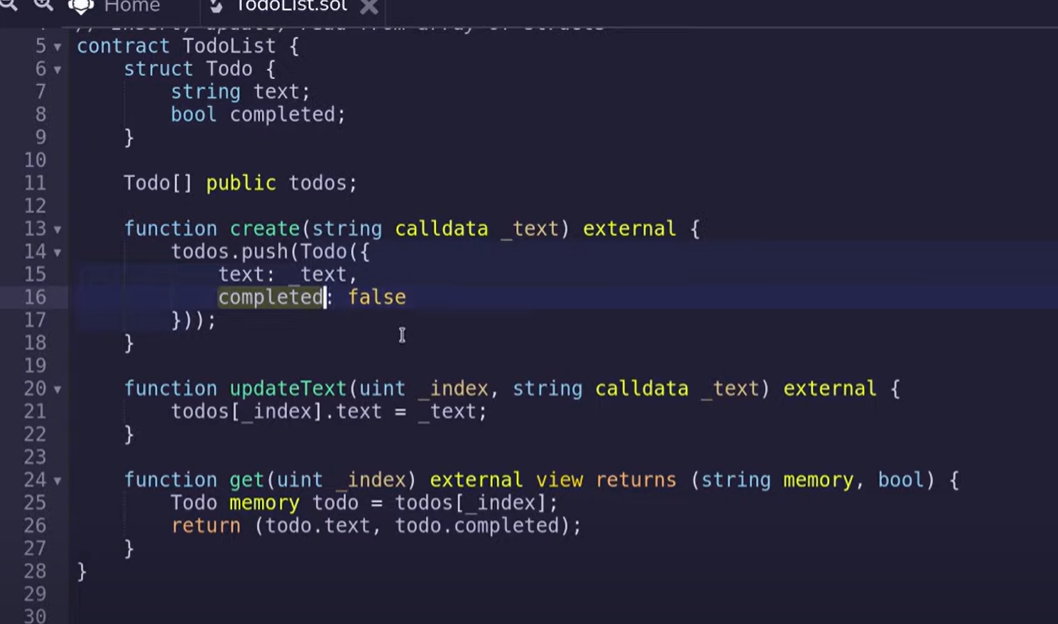 Home TodoList.sol
// Insert, update, read from array of structs
5 contract TodoList {
6     struct Todo {
7         string text;
8         bool completed;
9     }
10
11     Todo[] public todos;
12
13     function create(string calldata _text) external {
14         todos.push(Todo({
15             text: _text,
16             completed: false
17         }));
18     }
19
20     function updateText(uint _index, string calldata _text) external {
21         todos[_index].text = _text;
22     }
23
24     function get(uint _index) external view returns (string memory, bool) {
25         Todo memory todo = todos[_index];
26         return (todo.text, todo.completed);
27     }
28 }
29
30